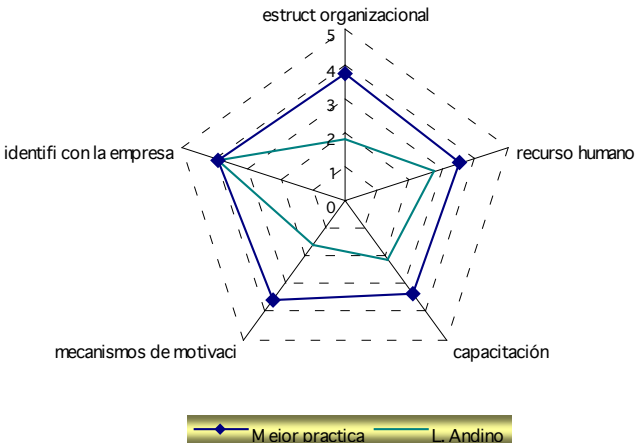 estruct organizacional
5
4
3
2
1
0
identifi con la empresa
recurso humano
mecanismos de motivaci
capacitación
Mejor practica
L. Andino